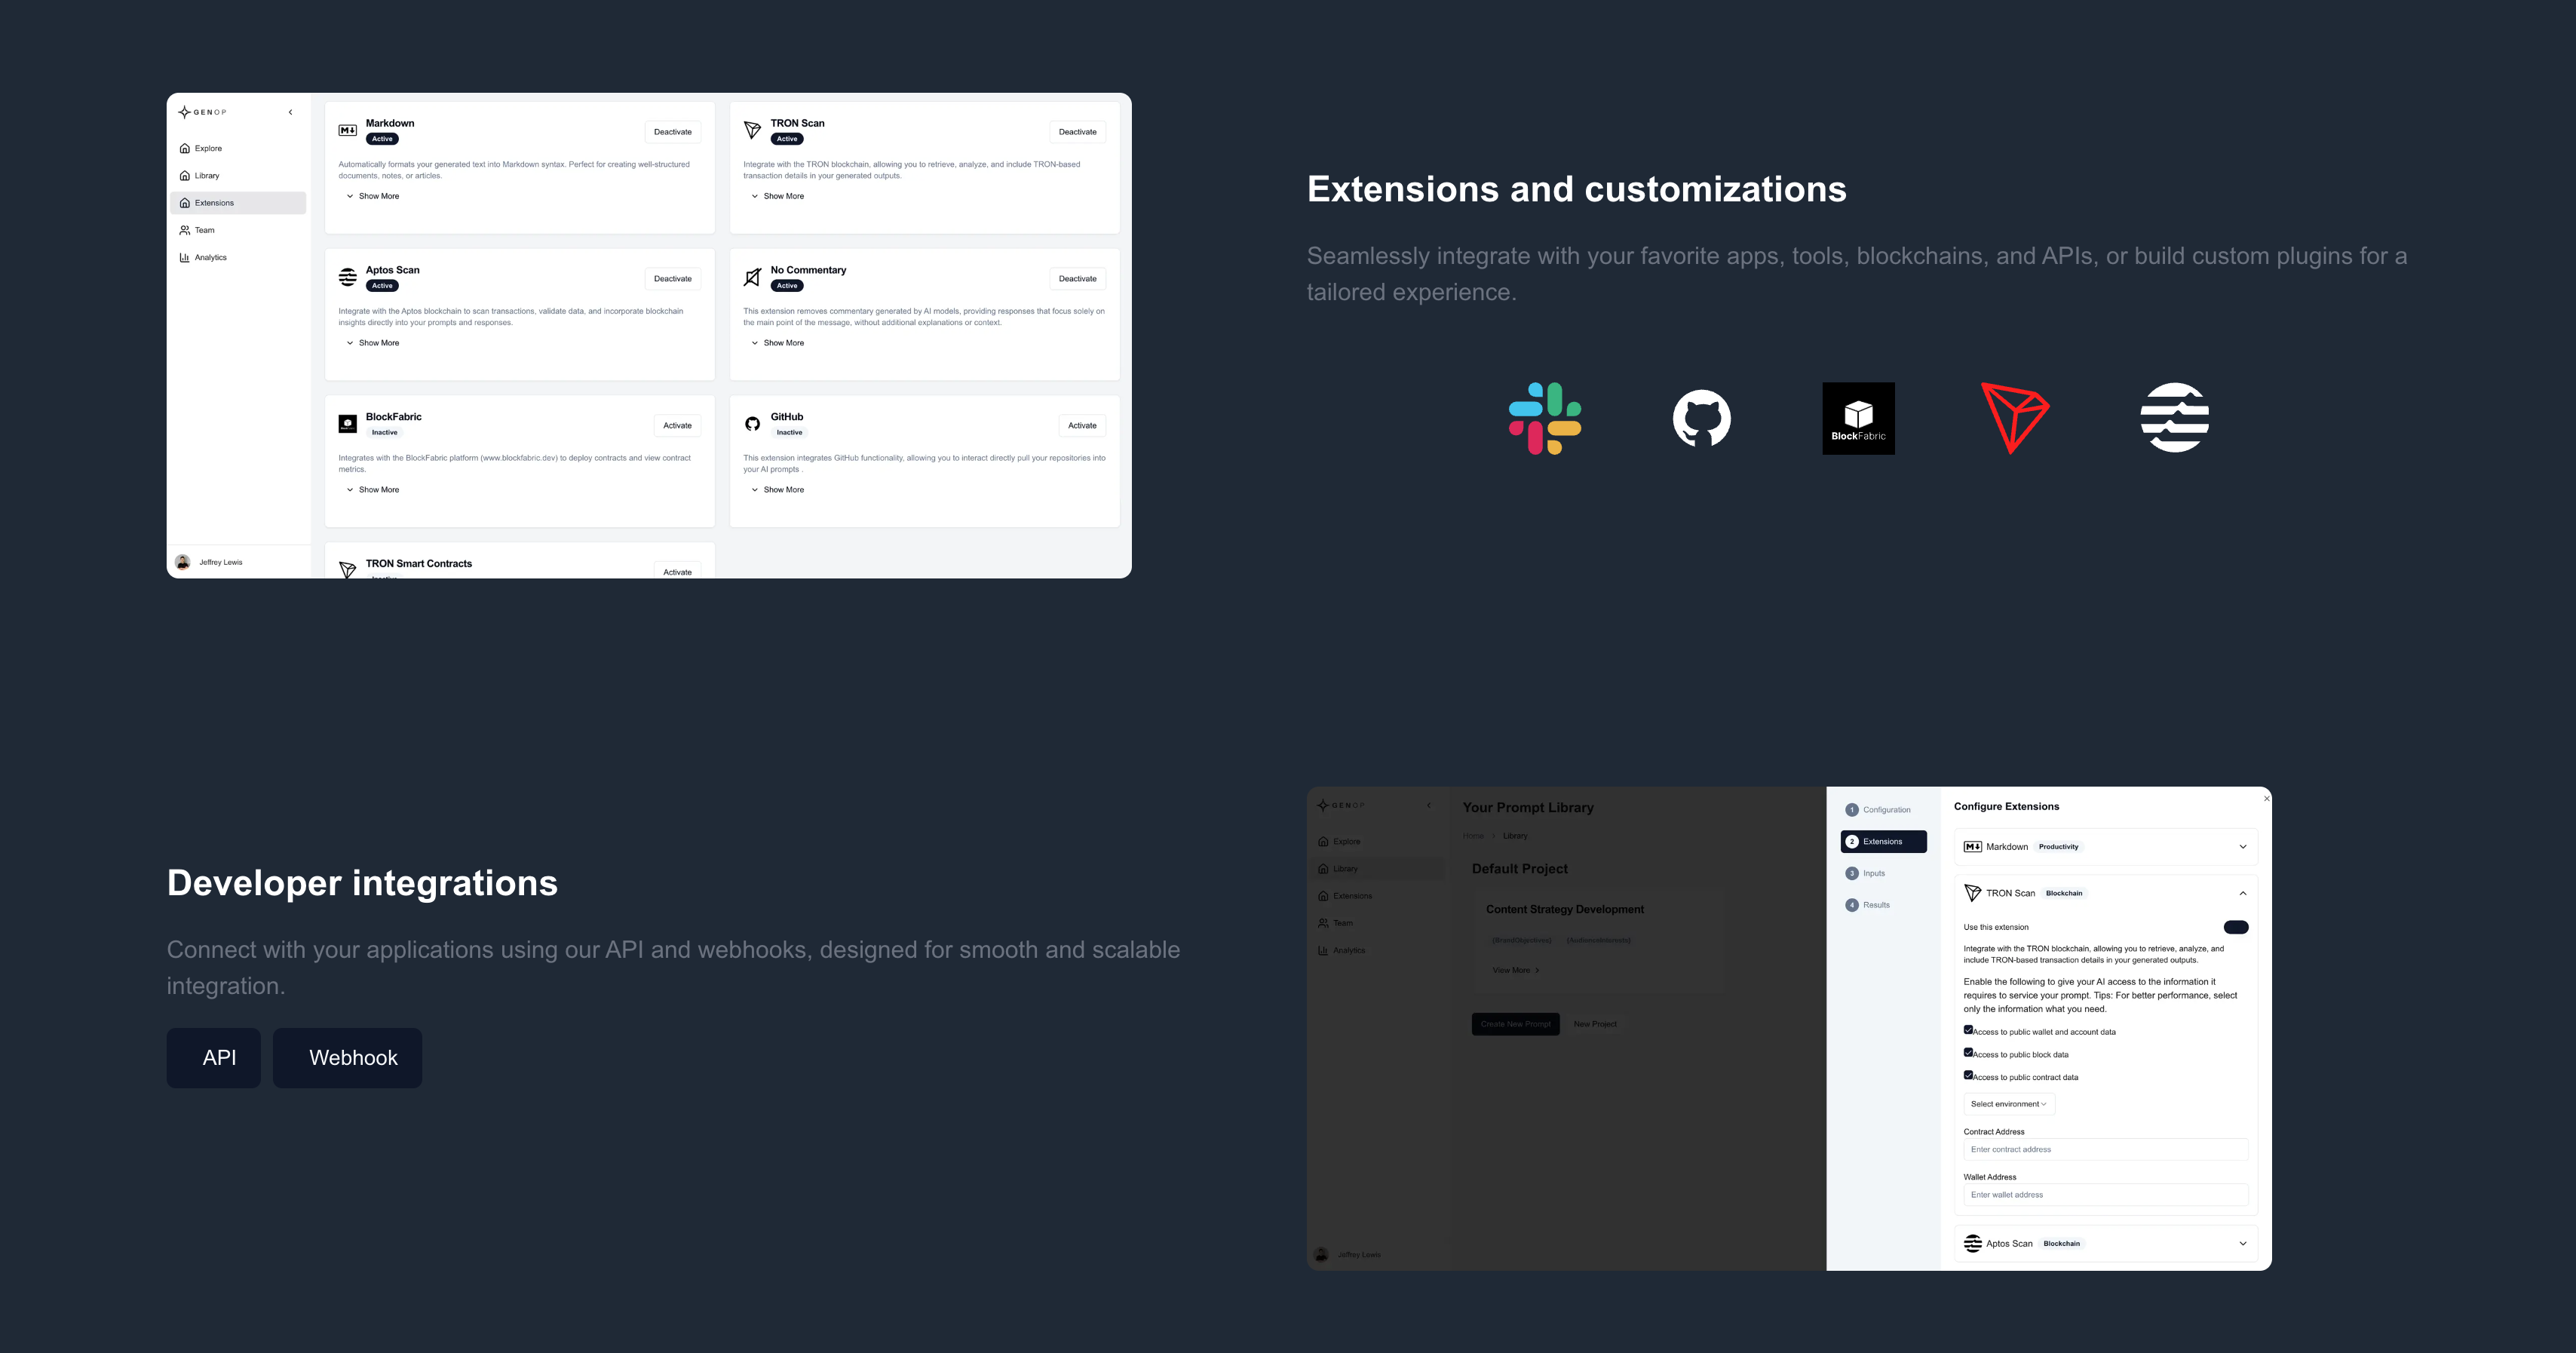 GENOP
Explore
Library
Extensions
Team
Analytics
Jeffrey Lewis
Markdown
Active
Deactivate
Automatically formats your generated text into Markdown syntax. Perfect for creating well-structured
documents, notes, or articles.
Show More
TRON Scan
Active
Deactivate
Integrate with the TRON blockchain, allowing you to retrieve, analyze, and include TRON-based
transaction details in your generated outputs.
Show More
Aptos Scan
Active
Deactivate
Integrate with the Aptos blockchain to scan transactions, validate data, and incorporate blockchain
insights directly into your prompts and responses.
Show More
No Commentary
Active
Deactivate
This extension removes commentary generated by AI models, providing responses that focus solely on
the main point of the message, without additional explanations or context.
Show More
BlockFabric
Inactive
Activate
Integrates with the BlockFabric platform (www.blockfabric.dev) to deploy contracts and view contract
metrics.
Show More
GitHub
Inactive
Activate
This extension integrates GitHub functionality, allowing you to interact directly pull your repositories into
your AI prompts .
Show More
TRON Smart Contracts
Activate
Extensions and customizations
Seamlessly integrate with your favorite apps, tools, blockchains, and APIs, or build custom plugins for a
tailored experience.
BlockFabric
Developer integrations
Connect with your applications using our API and webhooks, designed for smooth and scalable
integration.
API
Webhook
GENOP
Explore
Library
Extensions
Team
Analytics
Jeffrey Lewis
Your Prompt Library
Home > Library
Default Project
Content Strategy Development
{BrandObjectives} {AudienceInterests}
View More
Create New Prompt
New Project
1 Configuration
2 Extensions
3 Inputs
4 Results
Configure Extensions
Markdown Productivity
TRON Scan Blockchain
Use this extension
Integrate with the TRON blockchain, allowing you to retrieve, analyze, and
include TRON-based transaction details in your generated outputs.
Enable the following to give your AI access to the information it
requires to service your prompt. Tips: For better performance, select
only the information what you need.
Access to public wallet and account data
Access to public block data
Access to public contract data
Select environment
Contract Address
Enter contract address
Wallet Address
Enter wallet address
Aptos Scan Blockchain